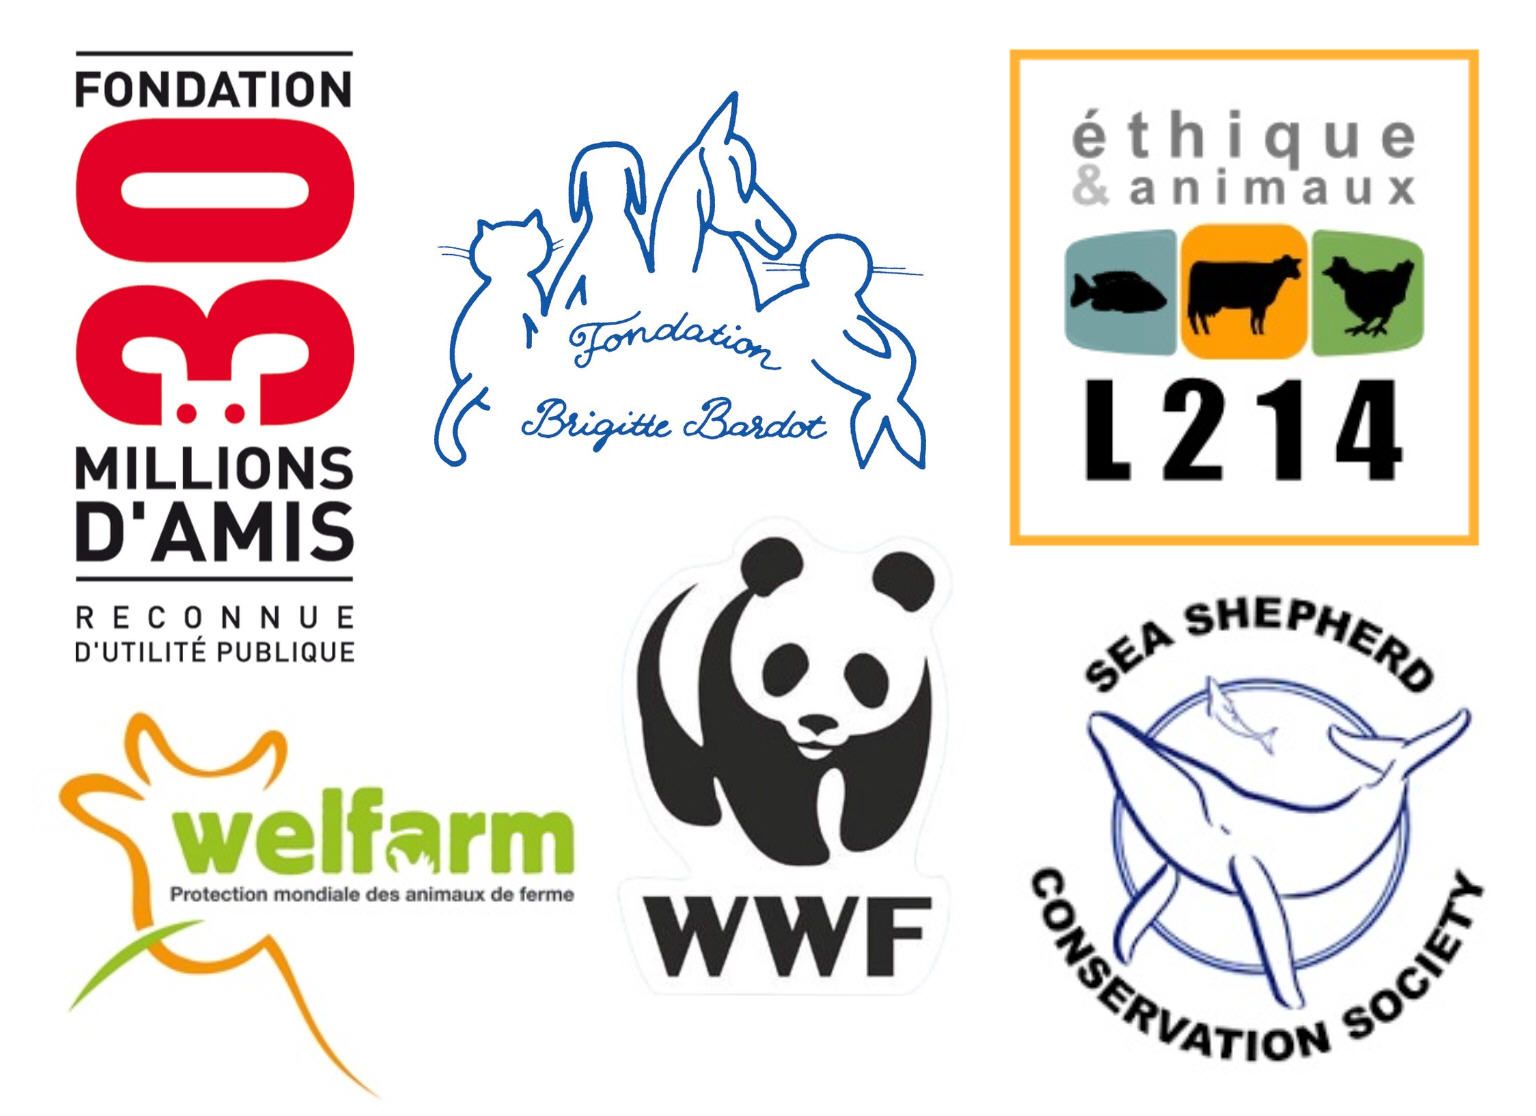 FONDATION
30
MILLIONS
D'AMIS
RECONNUE
D'UTILITÉ PUBLIQUE
Fondation
Brigitte Bardot
éthique
& animaux
L214
welfarm
Protection mondiale des animaux de ferme
WWF
SEA SHEPHERD
CONSERVATION SOCIETY